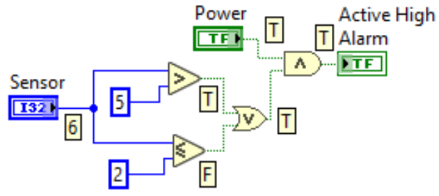 Power
TF
T
T
Active High
Alarm
TF
Sensor
I32
6
5
>
T
V
T
Λ
2
≤
F